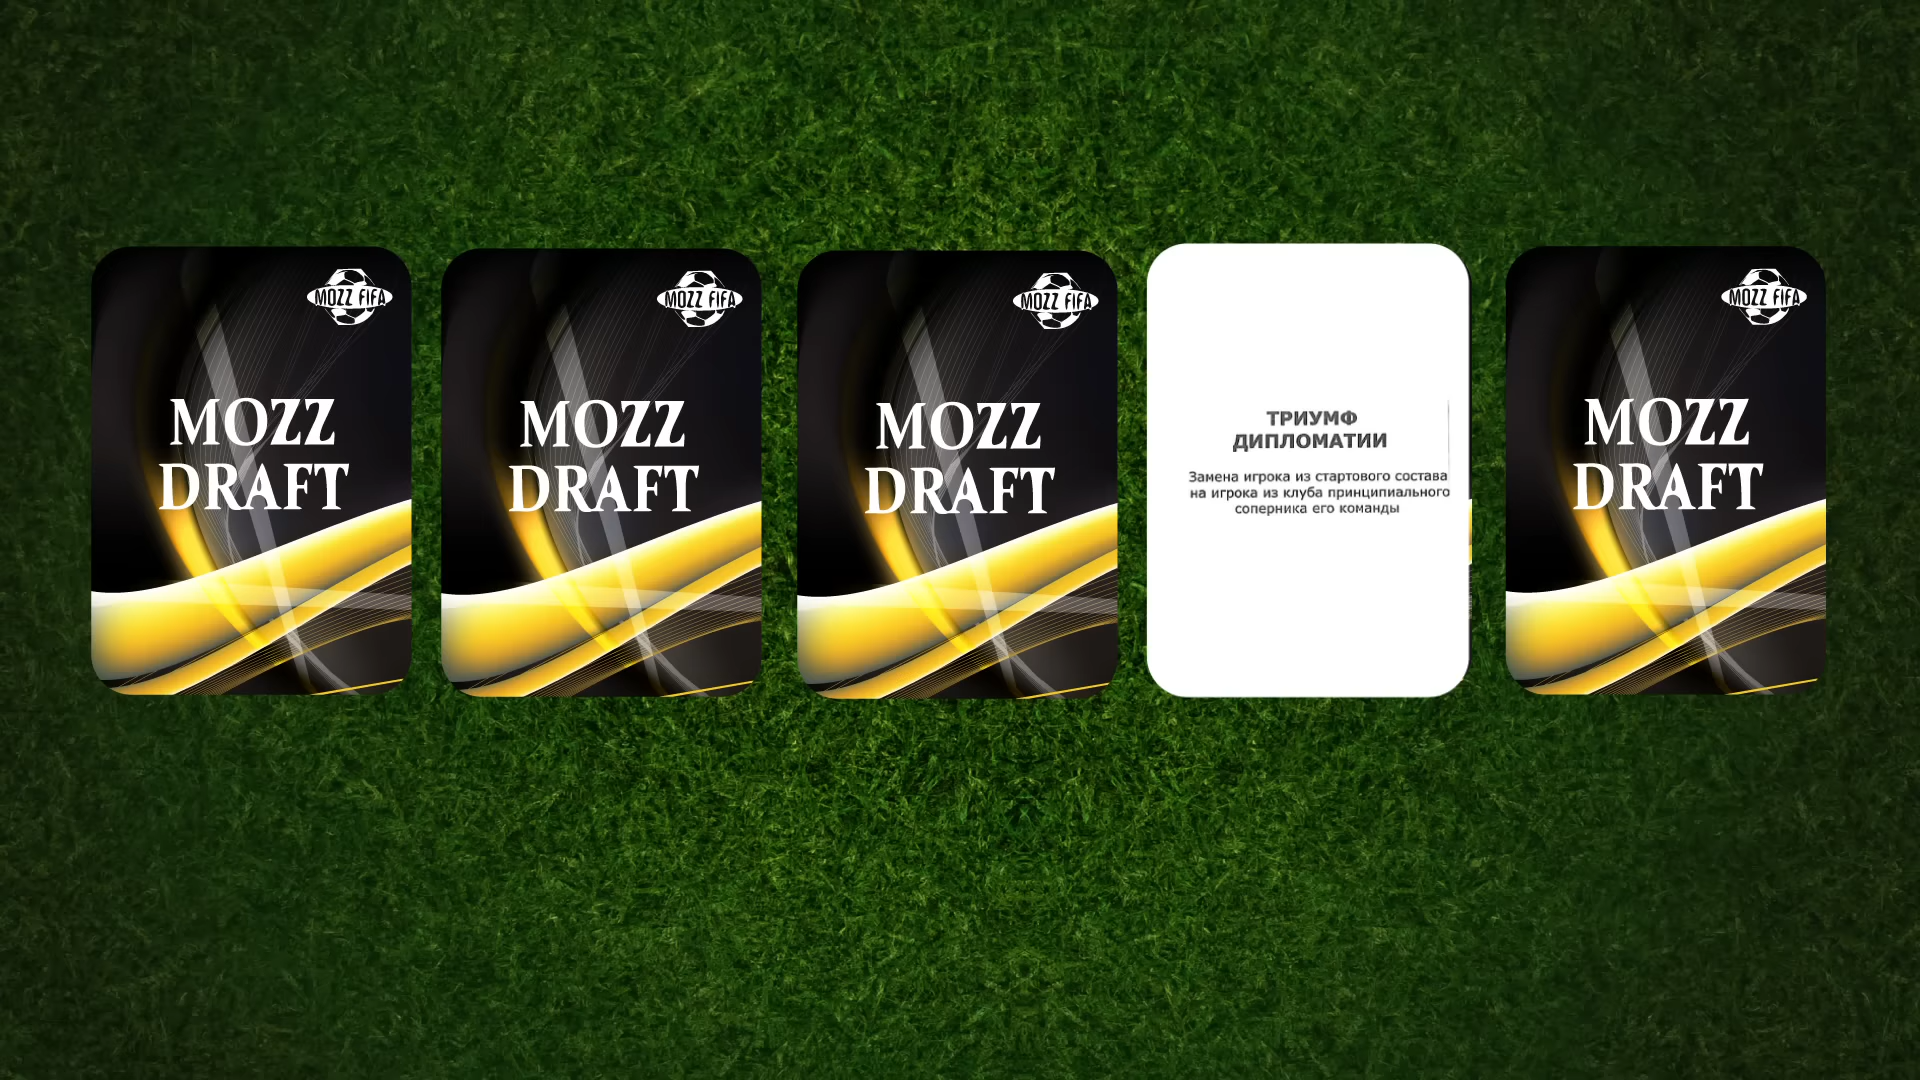 MOZZ FIFA
MOZZ
DRAFT
MOZZ FIFA
MOZZ
DRAFT
MOZZ FIFA
MOZZ
DRAFT
ТРИУМФ
ДИПЛОМАТИИ
Замена игрока из стартового состава
на игрока из клуба принципиального
соперника его команды
MOZZ FIFA
MOZZ
DRAFT